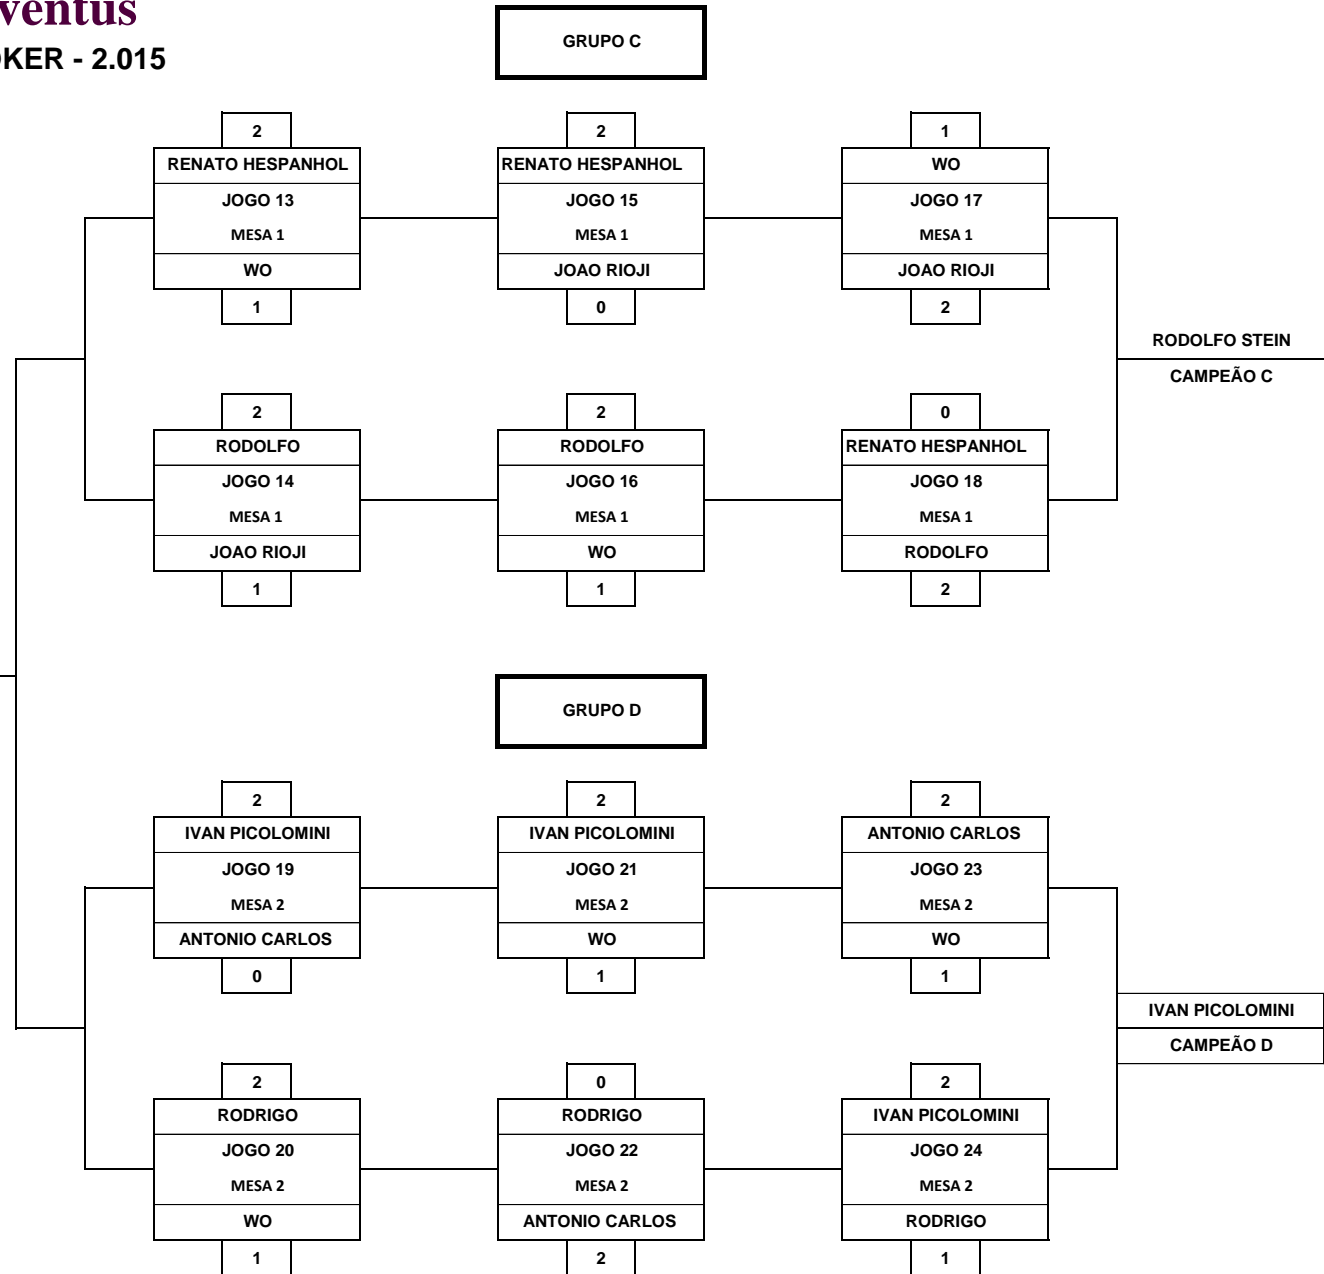 ventus
OKER - 2.015
GRUPO C
2
RENATO HESPANHOL
JOGO 13
MESA 1
WO
1
2
RENATO HESPANHOL
JOGO 15
MESA 1
JOAO RIOJI
0
1
WO
JOGO 17
MESA 1
JOAO RIOJI
2
RODOLFO STEIN
CAMPEÃO C
2
RODOLFO
JOGO 14
MESA 1
JOAO RIOJI
1
2
RODOLFO
JOGO 16
MESA 1
WO
1
0
RENATO HESPANHOL
JOGO 18
MESA 1
RODOLFO
2
GRUPO D
2
IVAN PICOLOMINI
JOGO 19
MESA 2
ANTONIO CARLOS
0
2
IVAN PICOLOMINI
JOGO 21
MESA 2
WO
1
2
ANTONIO CARLOS
JOGO 23
MESA 2
WO
1
IVAN PICOLOMINI
CAMPEÃO D
2
RODRIGO
JOGO 20
MESA 2
WO
1
0
RODRIGO
JOGO 22
MESA 2
ANTONIO CARLOS
2
2
IVAN PICOLOMINI
JOGO 24
MESA 2
RODRIGO
1